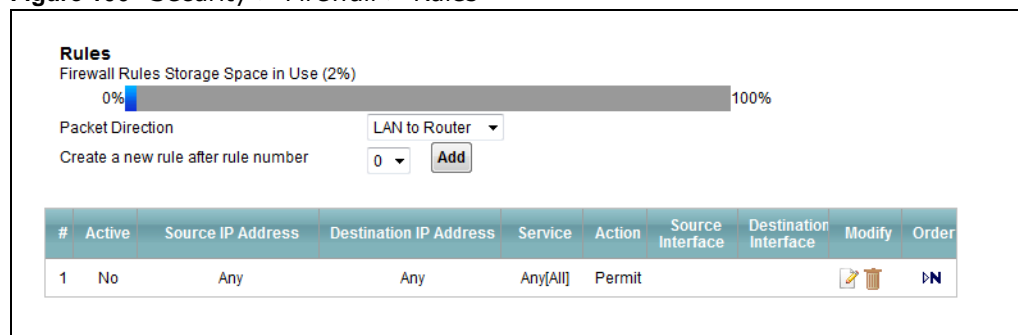 Rules
Firewall Rules Storage Space in Use (2%)
0% 100%
Packet Direction LAN to Router
Create a new rule after rule number 0 Add
# Active Source IP Address Destination IP Address Service Action Source Interface Destination Interface Modify Order
1 No Any Any Any[All] Permit N